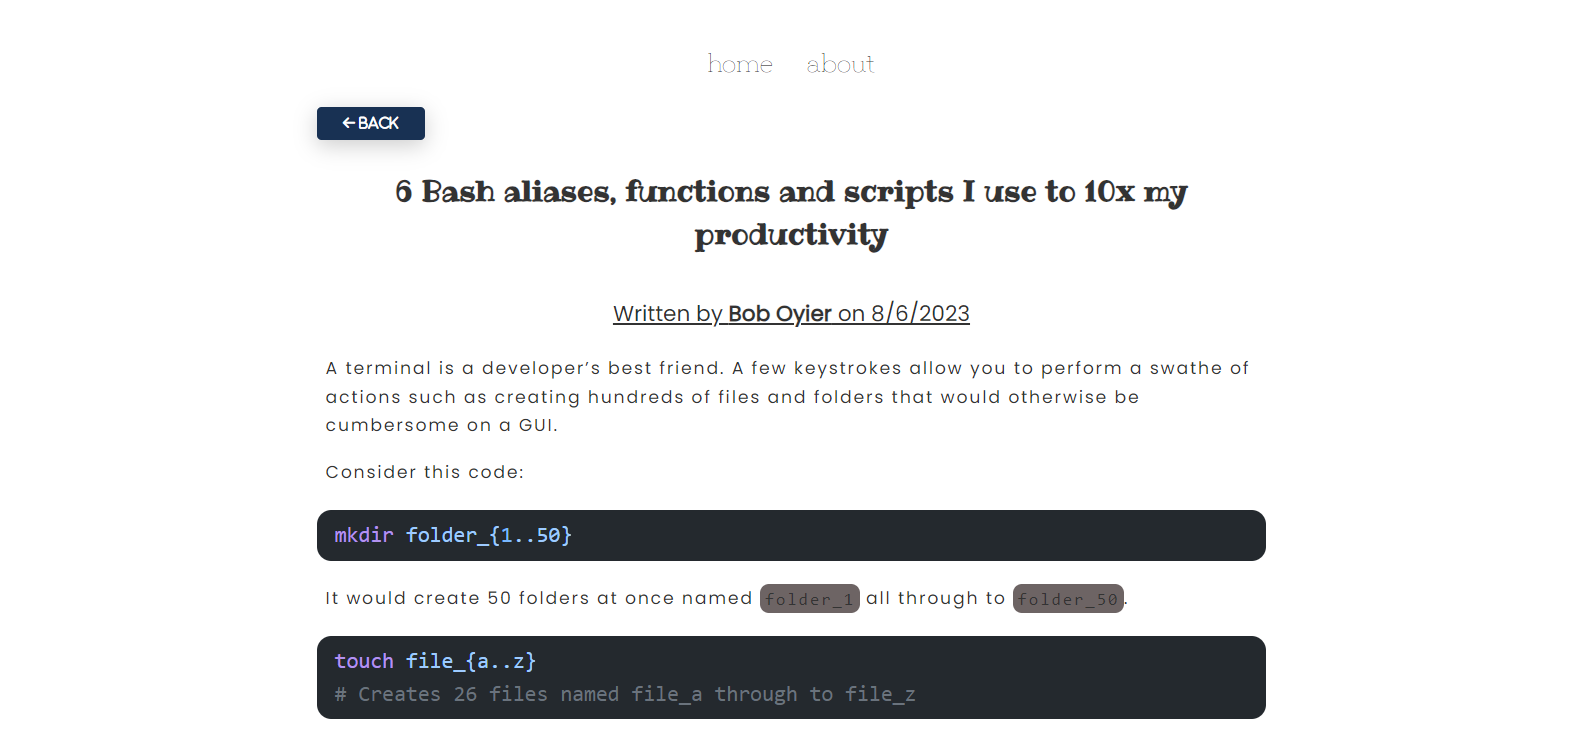 home about
← BACK
6 Bash aliases, functions and scripts I use to 10x my
productivity
Written by Bob Oyier on 8/6/2023
A terminal is a developer’s best friend. A few keystrokes allow you to perform a swathe of
actions such as creating hundreds of files and folders that would otherwise be
cumbersome on a GUI.
Consider this code:
mkdir folder_{1..50}
It would create 50 folders at once named folder_1 all through to folder_50.
touch file_{a..z}
# Creates 26 files named file_a through to file_z